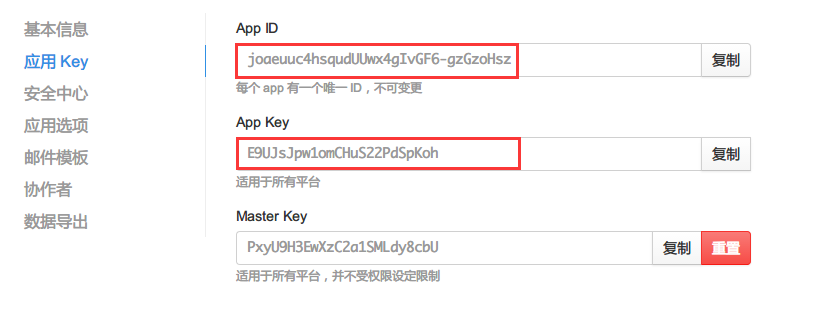 基本信息
应用 Key
安全中心
应用选项
邮件模板
协作者
数据导出
App ID
joaeuuc4hsqudUUwx4gIvGF6-gzGzoHsz
复制
每个 app 有一个唯一 ID，不可变更
App Key
E9UJsJpw1omCHuS22PdSpKoh
复制
适用于所有平台
Master Key
PxyU9H3EwXzC2a1SMLdy8cbU
复制
重置
适用于所有平台，并不受权限设定限制